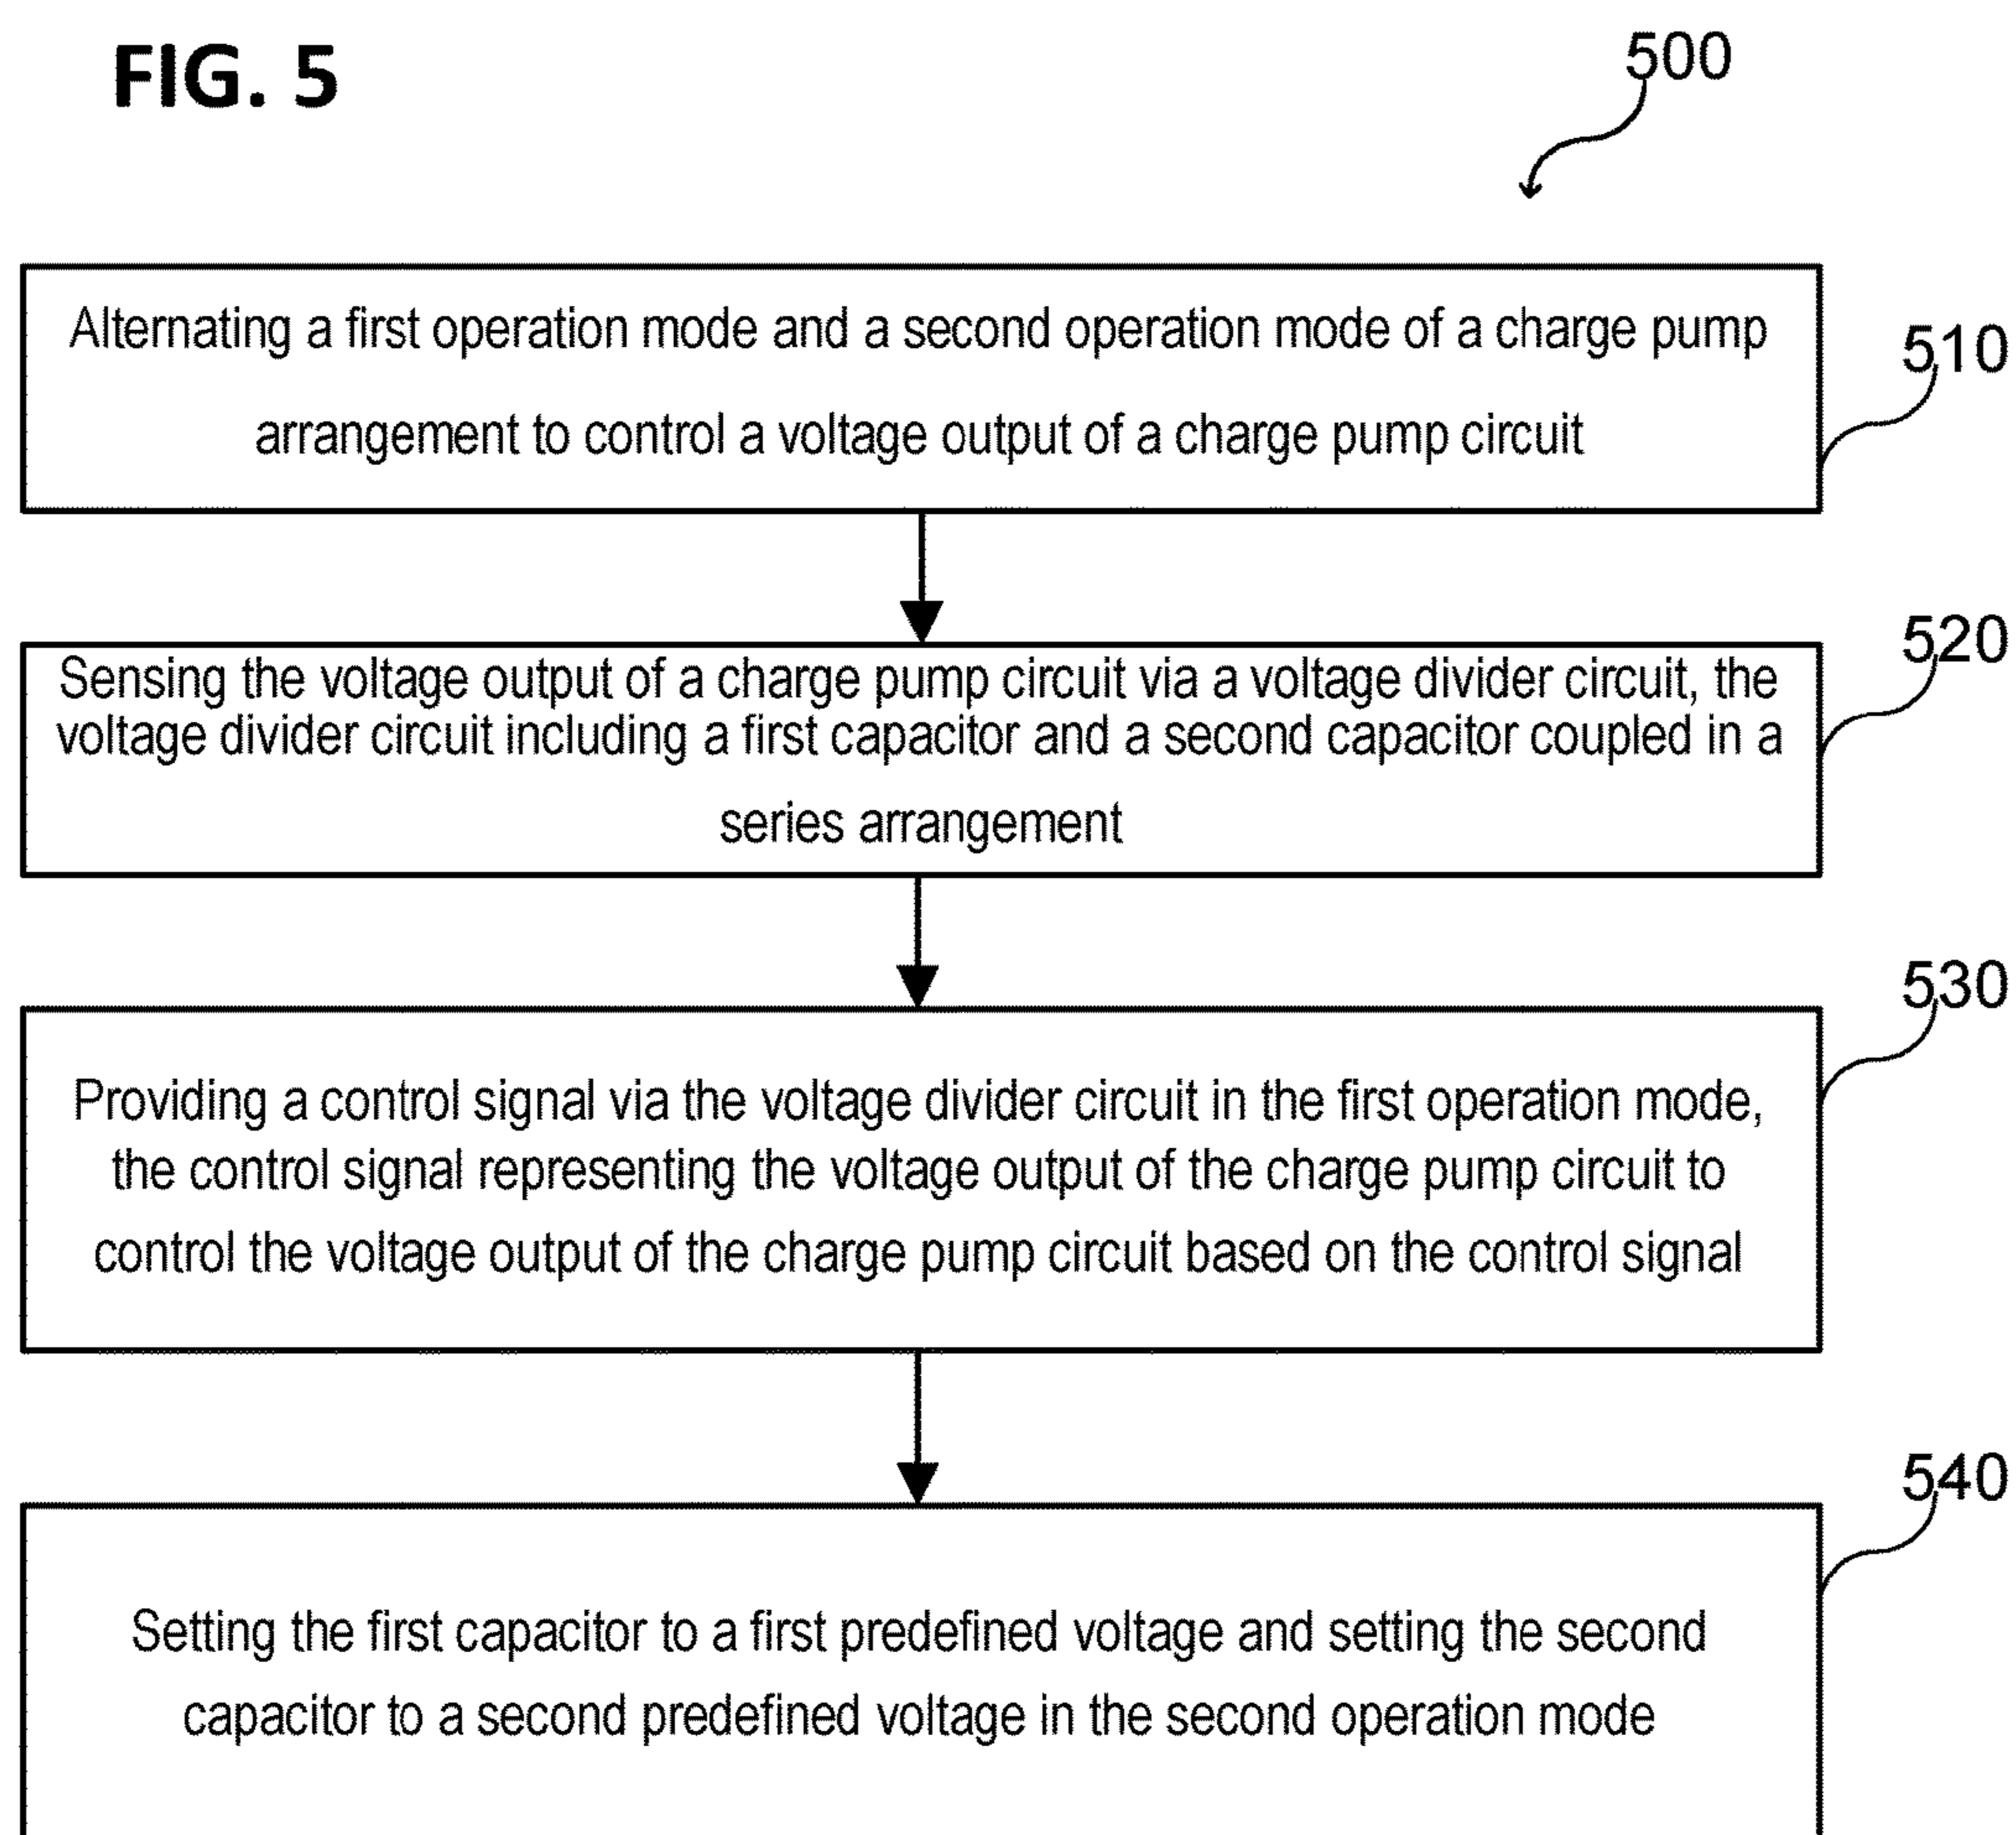 FIG. 5
500
Alternating a first operation mode and a second operation mode of a charge pump
arrangement to control a voltage output of a charge pump circuit
510
Sensing the voltage output of a charge pump circuit via a voltage divider circuit, the
voltage divider circuit including a first capacitor and a second capacitor coupled in a
series arrangement
520
Providing a control signal via the voltage divider circuit in the first operation mode,
the control signal representing the voltage output of the charge pump circuit to
control the voltage output of the charge pump circuit based on the control signal
530
Setting the first capacitor to a first predefined voltage and setting the second
capacitor to a second predefined voltage in the second operation mode
540